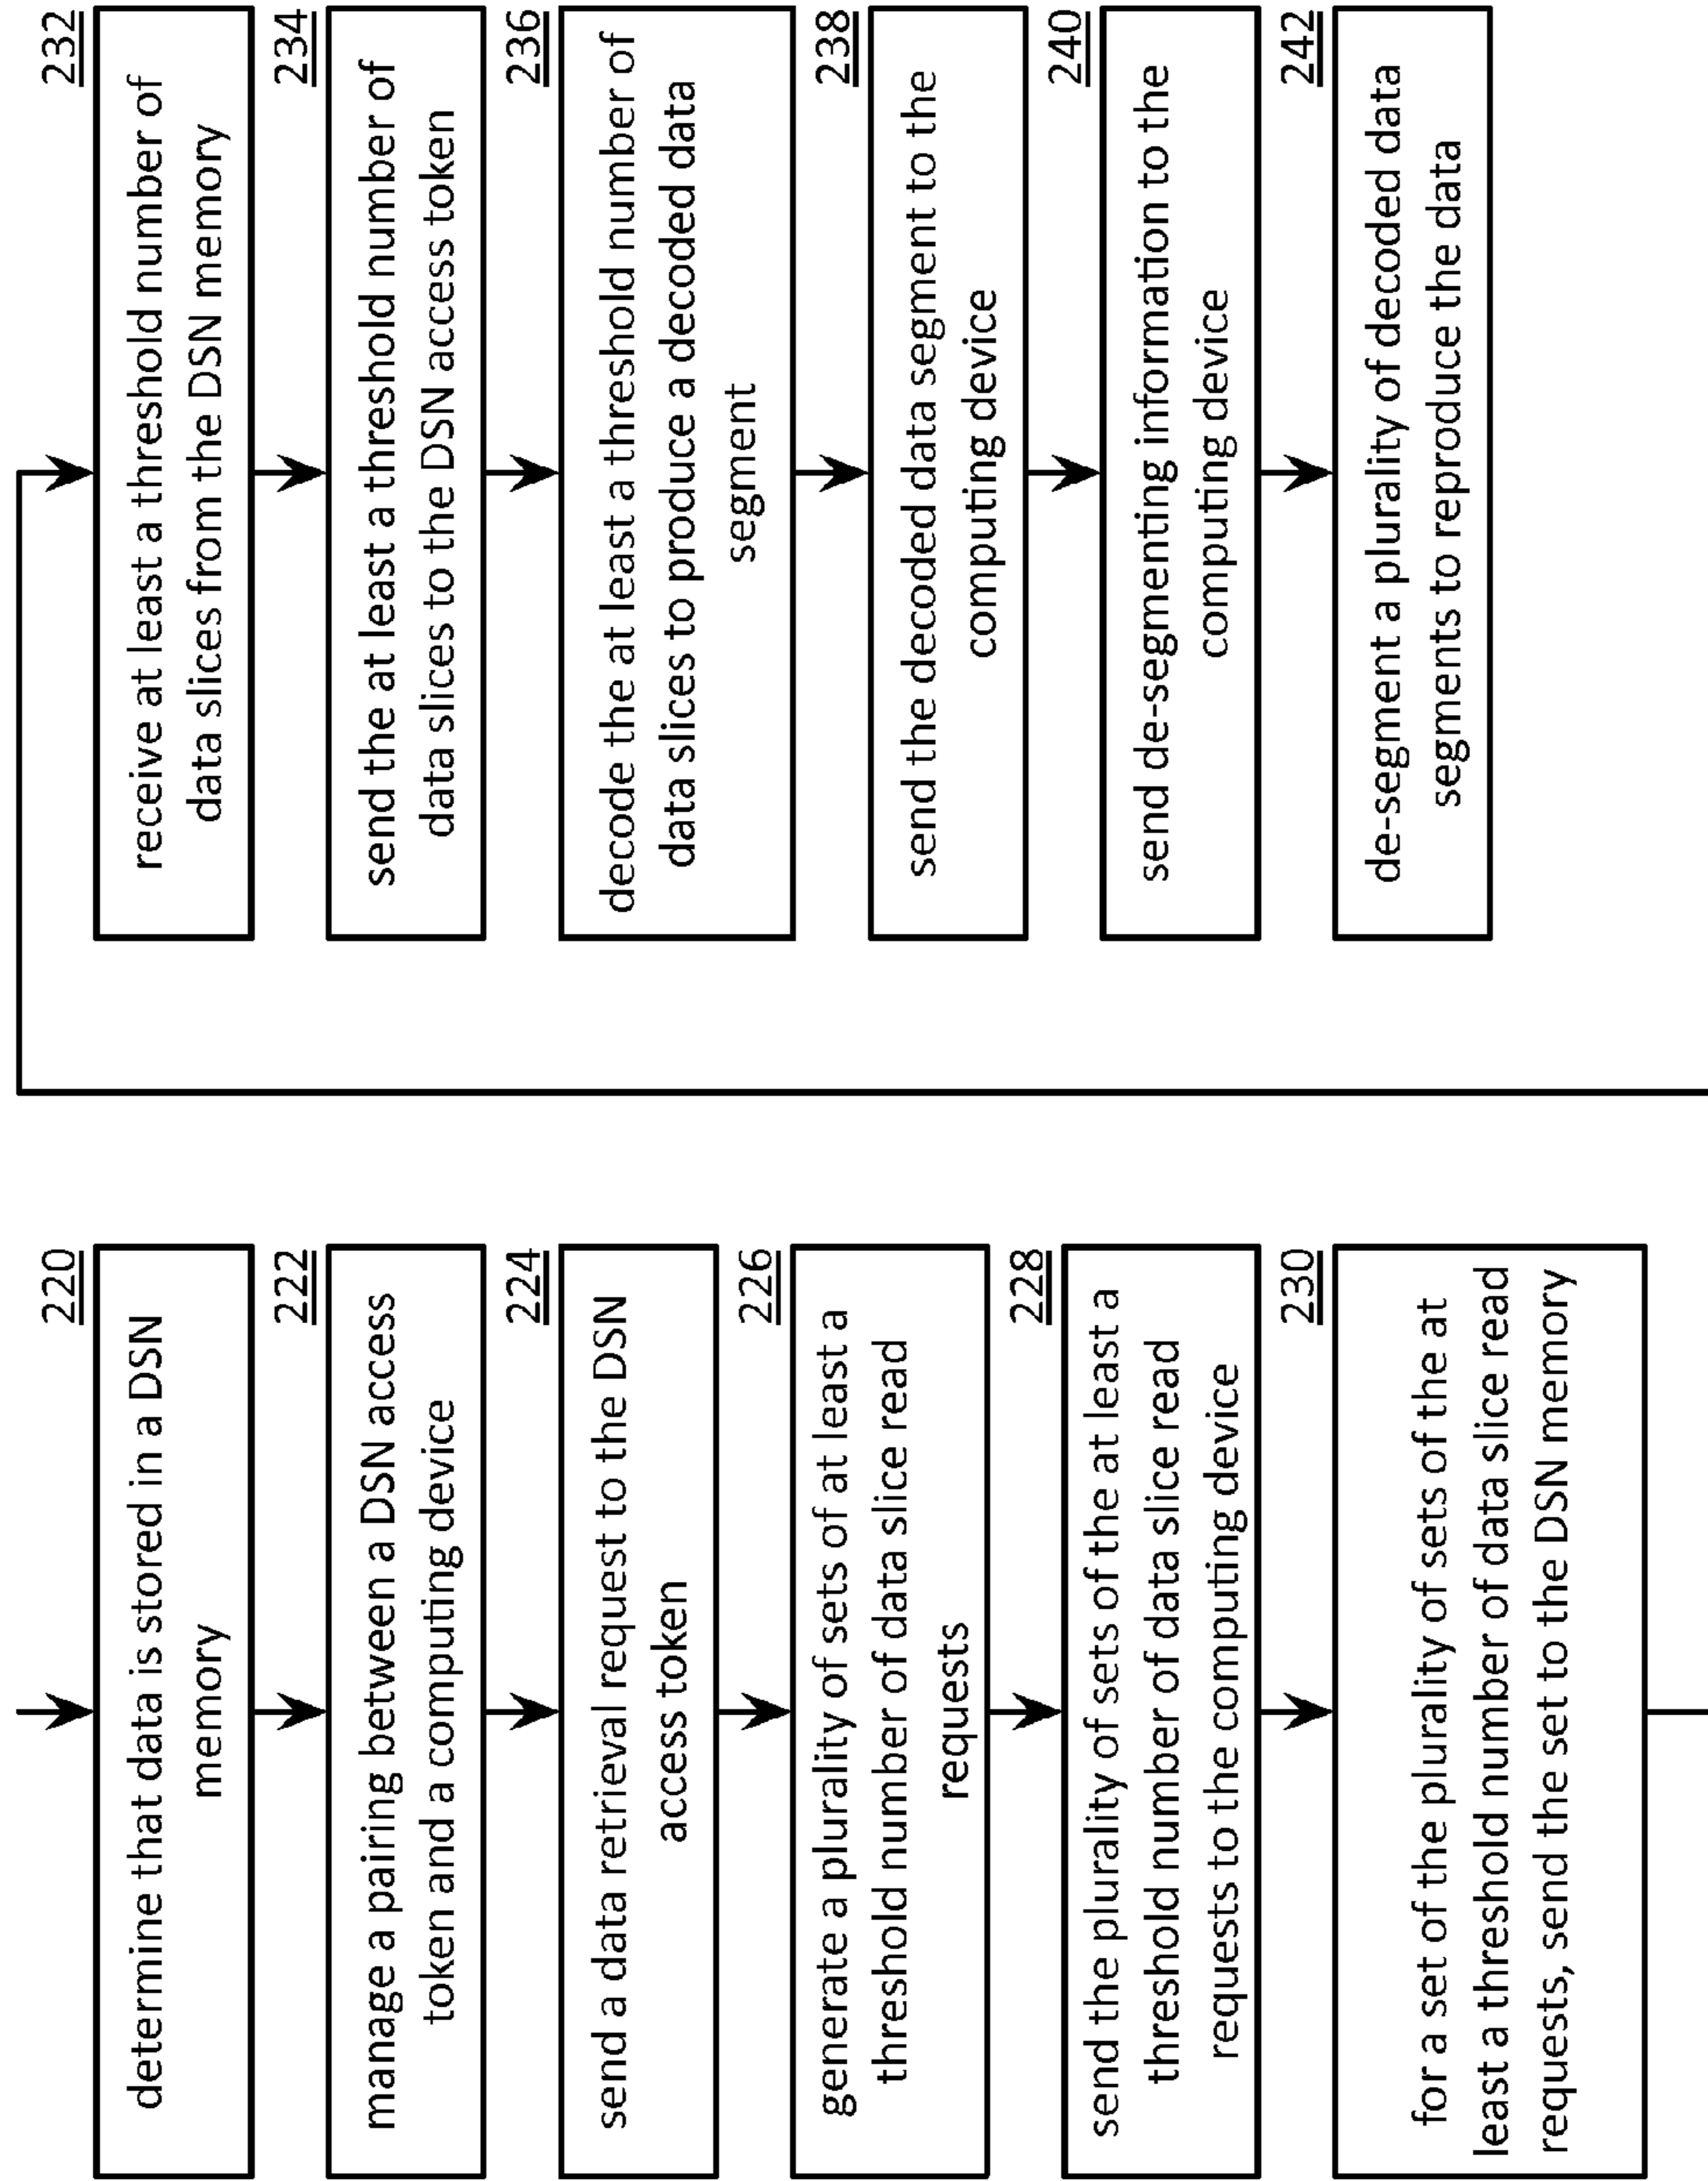 220
determine that data is stored in a DSN
memory
222
manage a pairing between a DSN access
token and a computing device
224
send a data retrieval request to the DSN
access token
226
generate a plurality of sets of at least a
threshold number of data slice read
requests
228
send the plurality of sets of the at least a
threshold number of data slice read
requests to the computing device
230
for a set of the plurality of sets of the at
least a threshold number of data slice read
requests, send the set to the DSN memory
232
receive at least a threshold number of
data slices from the DSN memory
234
send the at least a threshold number of
data slices to the DSN access token
236
decode the at least a threshold number of
data slices to produce a decoded data
segment
238
send the decoded data segment to the
computing device
240
send de-segmenting information to the
computing device
242
de-segment a plurality of decoded data
segments to reproduce the data